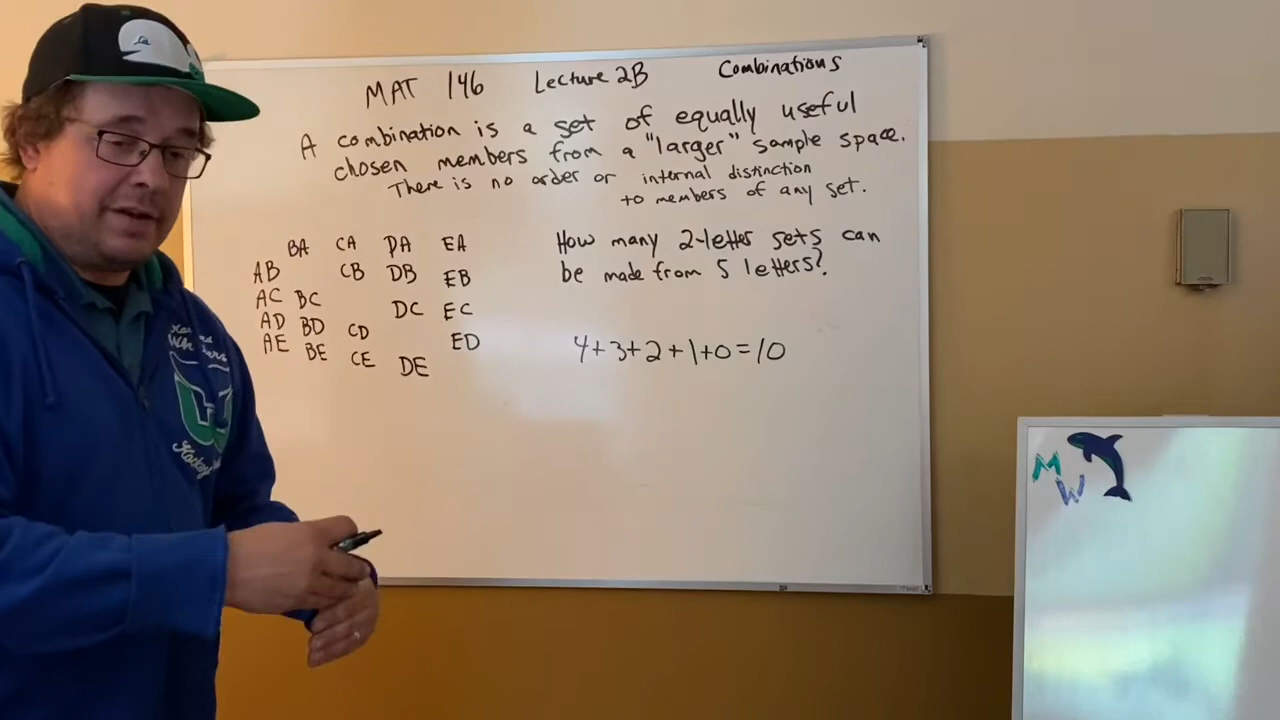 MAT 146 Lecture 2B Combinations
A combination is a set of equally useful
chosen members from a "larger" sample space.
There is no order or internal distinction
to members of any set.
BA CA DA EA
AB CB DB EB
AC BC DC EC
AD BD CD ED
AE BE CE DE
How many 2-letter sets can
be made from 5 letters?
4+3+2+1+0=10
M
W